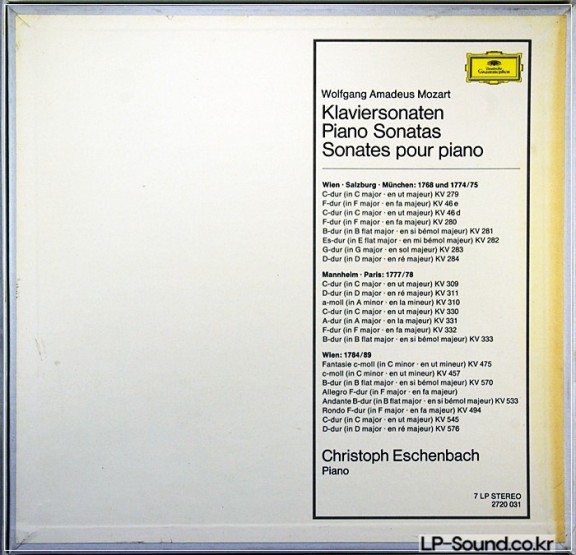 Deutsche
Grammophon
Wolfgang Amadeus Mozart
Klaviersonaten
Piano Sonatas
Sonates pour piano
Wien · Salzburg · München: 1768 und 1774/75
C-dur (in C major · en ut majeur) KV 279
F-dur (in F major · en fa majeur) KV 46 e
C-dur (in C major · en ut majeur) KV 46 d
F-dur (in F major · en fa majeur) KV 280
B-dur (in B flat major · en si bémol majeur) KV 281
Es-dur (in E flat major · en mi bémol majeur) KV 282
G-dur (in G major · en sol majeur) KV 283
D-dur (in D major · en ré majeur) KV 284
Mannheim · Paris: 1777/78
C-dur (in C major · en ut majeur) KV 309
D-dur (in D major · en ré majeur) KV 311
a-moll (in A minor · en la mineur) KV 310
C-dur (in C major · en ut majeur) KV 330
A-dur (in A major · en la majeur) KV 331
F-dur (in F major · en fa majeur) KV 332
B-dur (in B flat major · en si bémol majeur) KV 333
Wien: 1784/89
Fantasie c-moll (in C minor · en ut mineur) KV 475
c-moll (in C minor · en ut mineur) KV 457
B-dur (in B flat major · en si bémol majeur) KV 570
Allegro F-dur (in F major · en fa majeur)
Andante B-dur (in B flat major · en si bémol majeur) KV 533
Rondo F-dur (in F major · en fa majeur) KV 494
C-dur (in C major · en ut majeur) KV 545
D-dur (in D major · en ré majeur) KV 576
Christoph Eschenbach
Piano
7 LP STEREO
2720 031
LP-Sound.co.kr